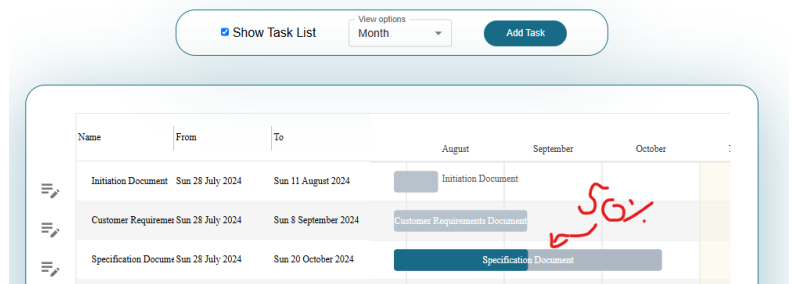 View options
Show Task List
Month
Add Task
Name From To
August September October
Initiation Document Sun 28 July 2024 Sun 11 August 2024 Initiation Document
Customer Requiremen Sun 28 July 2024 Sun 8 September 2024 Customer Requirements Document
50%
Specification Docume Sun 28 July 2024 Sun 20 October 2024 Specification Document